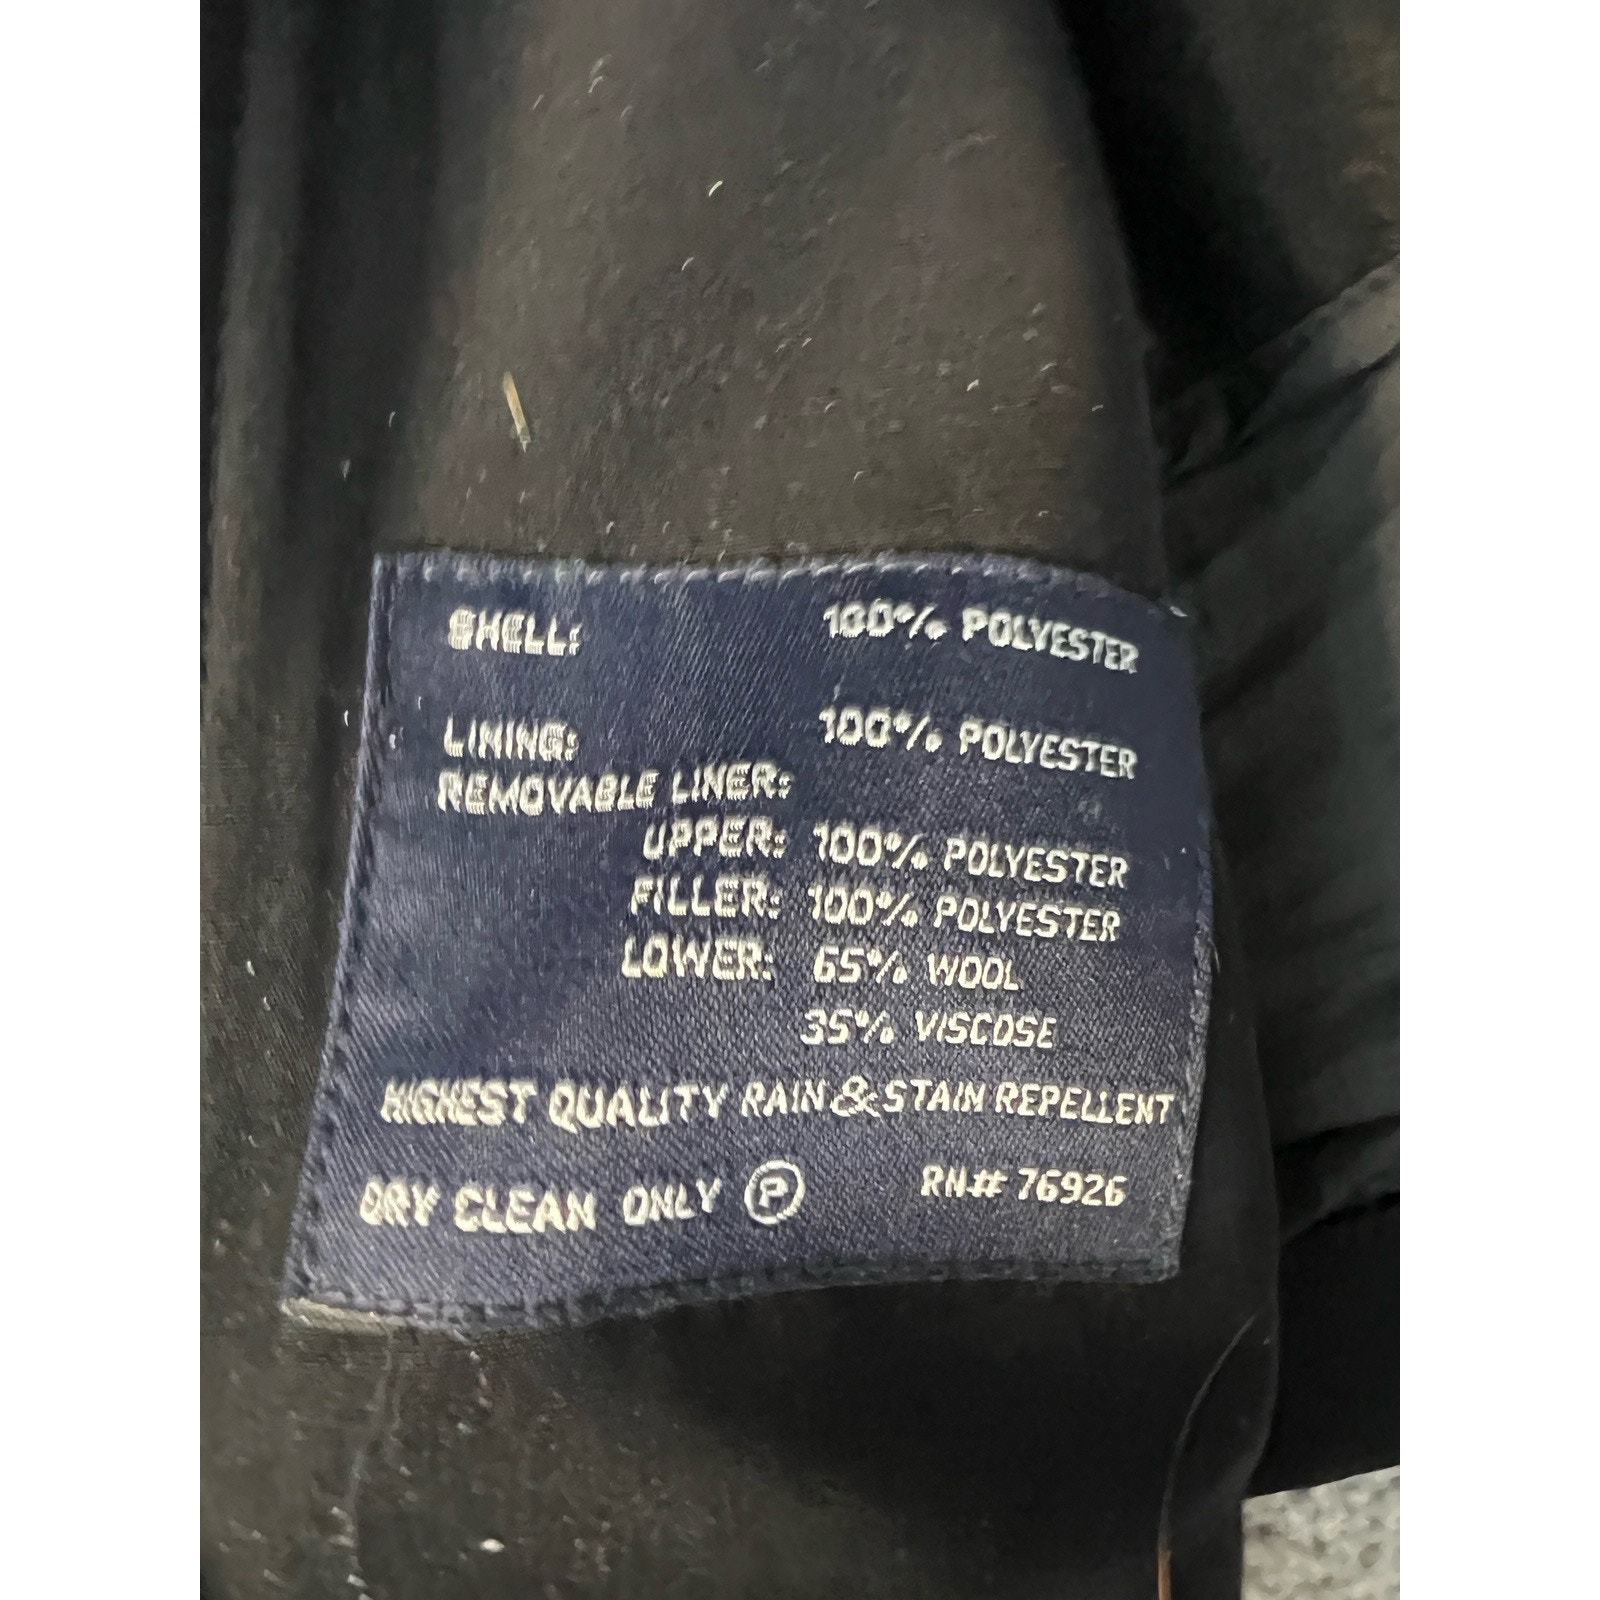 SHELL: 100% POLYESTER
LINING: 100% POLYESTER
REMOVABLE LINER:
UPPER: 100% POLYESTER
FILLER: 100% POLYESTER
LOWER: 65% WOOL
35% VISCOSE
HIGHEST QUALITY RAIN & STAIN REPELLENT
DRY CLEAN ONLY P RN# 76926